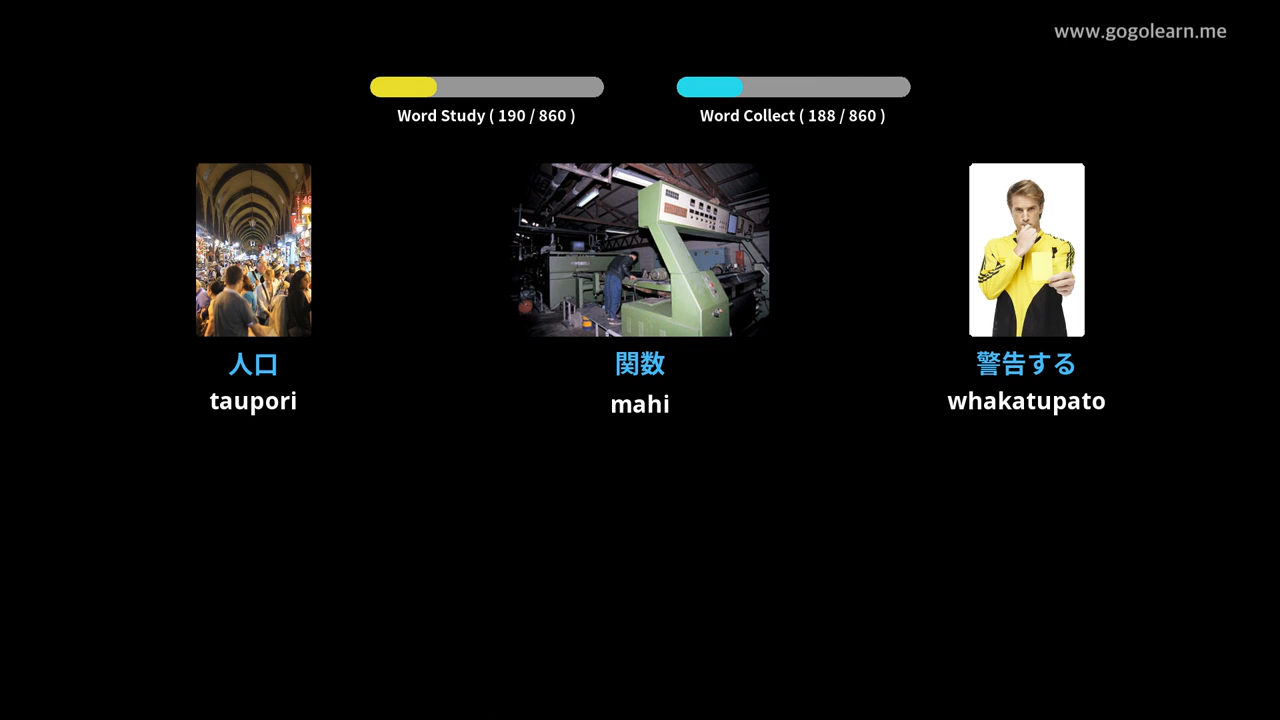 www.gogolearn.me
Word Study ( 190 / 860 )
Word Collect ( 188 / 860 )
人口
taupori
関数
mahi
警告する
whakatupato